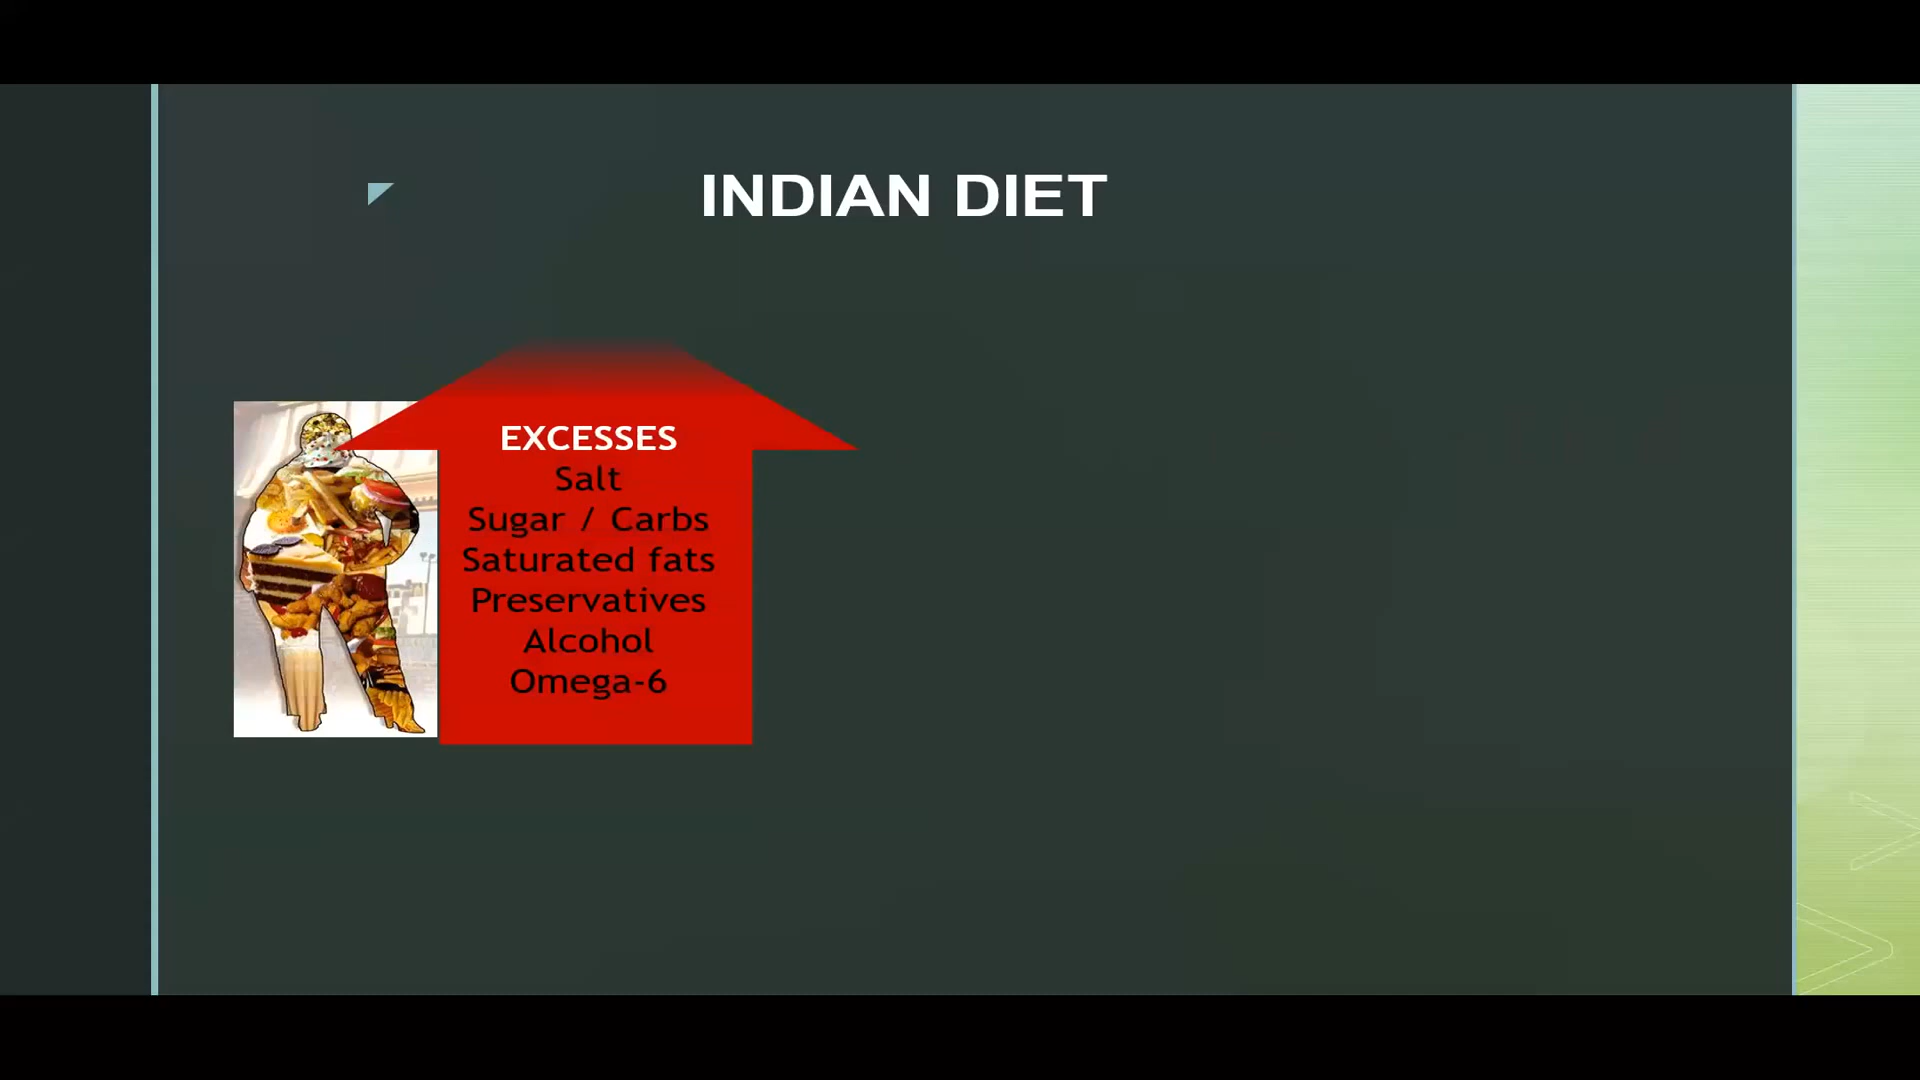 INDIAN DIET
EXCESSES
Salt
Sugar / Carbs
Saturated fats
Preservatives
Alcohol
Omega-6